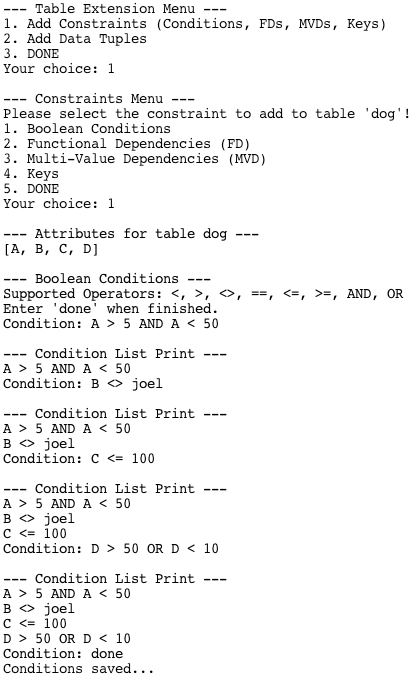 --- Table Extension Menu ---
1. Add Constraints (Conditions, FDs, MVDs, Keys)
2. Add Data Tuples
3. DONE
Your choice: 1
--- Constraints Menu ---
Please select the constraint to add to table 'dog'!
1. Boolean Conditions
2. Functional Dependencies (FD)
3. Multi-Value Dependencies (MVD)
4. Keys
5. DONE
Your choice: 1
--- Attributes for table dog ---
[A, B, C, D]
--- Boolean Conditions ---
Supported Operators: <, >, <>, ==, <=, >=, AND, OR
Enter 'done' when finished.
Condition: A > 5 AND A < 50
--- Condition List Print ---
A > 5 AND A < 50
Condition: B <> joel
--- Condition List Print ---
A > 5 AND A < 50
B <> joel
Condition: C <= 100
--- Condition List Print ---
A > 5 AND A < 50
B <> joel
C <= 100
Condition: D > 50 OR D < 10
--- Condition List Print ---
A > 5 AND A < 50
B <> joel
C <= 100
D > 50 OR D < 10
Condition: done
Conditions saved...